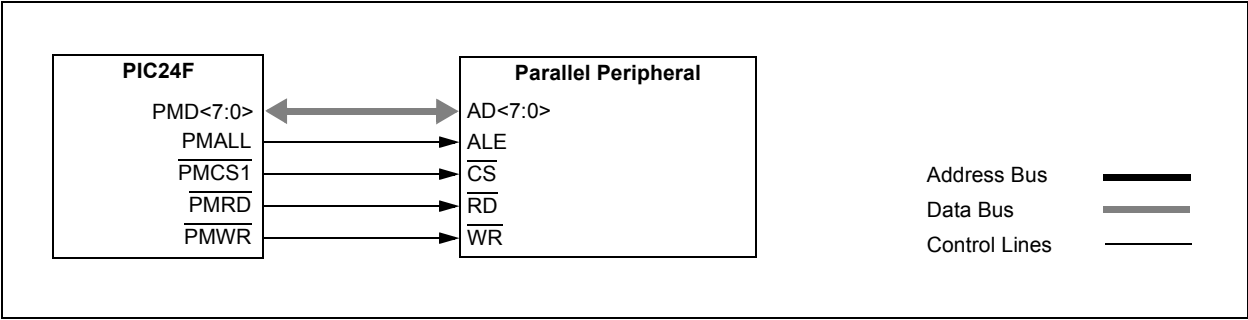 PIC24F
PMD<7:0>
PMALL
PMCS1
PMRD
PMWR
Parallel Peripheral
AD<7:0>
ALE
CS
RD
WR
Address Bus
Data Bus
Control Lines